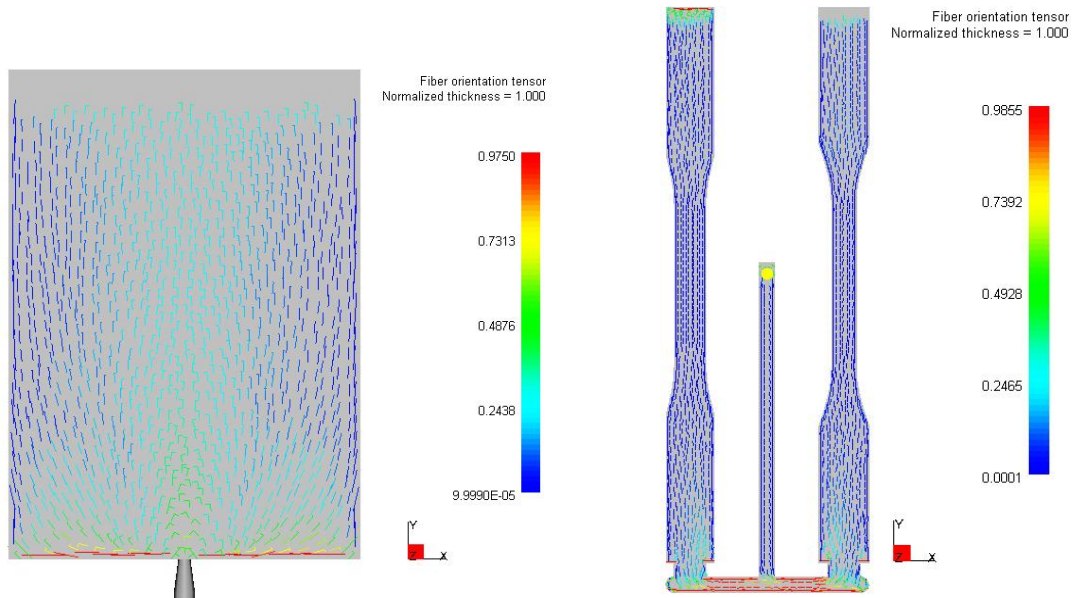 Fiber orientation tensor
Normalized thickness = 1.000
0.9750
0.7313
0.4876
0.2438
9.9990E-05
Y
Z
X
Fiber orientation tensor
Normalized thickness = 1.000
0.9855
0.7392
0.4928
0.2465
0.0001
Y
Z
X